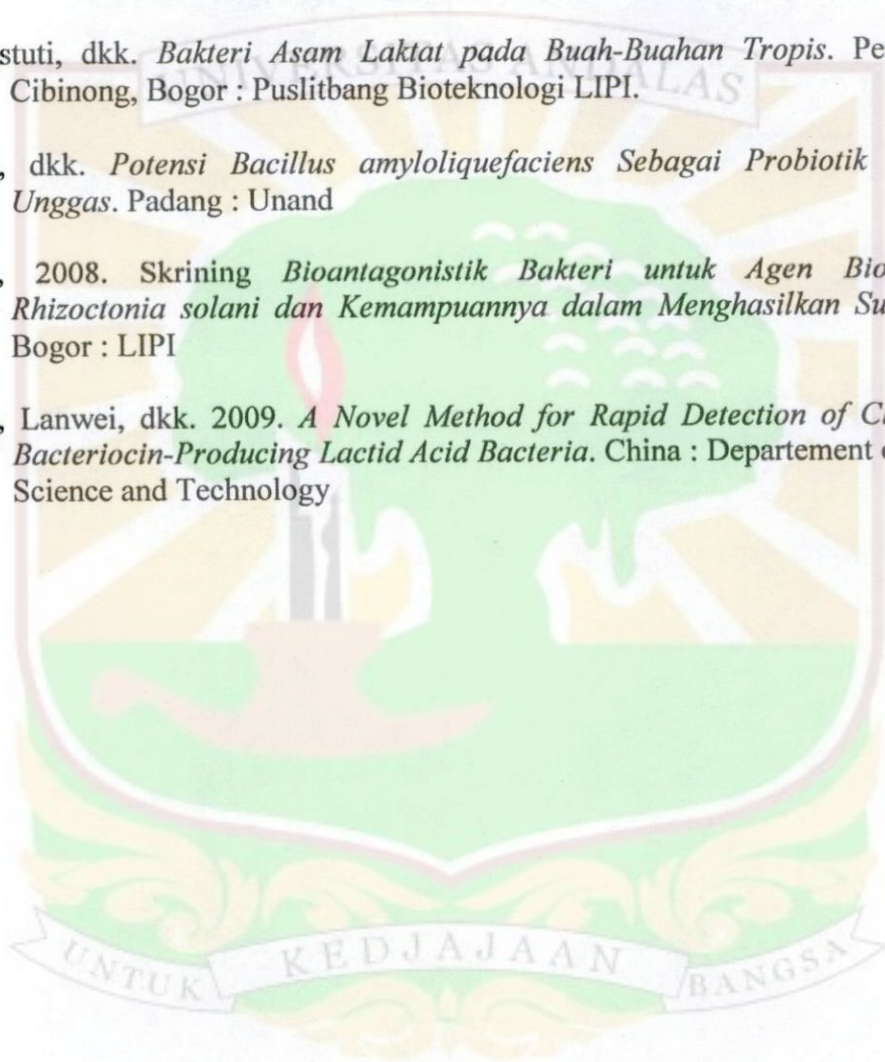 stuti, dkk. Bakteri Asam Laktat pada Buah-Buahan Tropis. Pe
Cibinong, Bogor : Puslitbang Bioteknologi LIPI.
UNIVERSITAS ANDALAS
, dkk. Potensi Bacillus amyloliquefaciens Sebagai Probiotik
Unggas. Padang : Unand
, 2008. Skrining Bioantagonistik Bakteri untuk Agen Bio
Rhizoctonia solani dan Kemampuannya dalam Menghasilkan Su
Bogor : LIPI
, Lanwei, dkk. 2009. A Novel Method for Rapid Detection of C
Bacteriocin-Producing Lactid Acid Bacteria. China : Departement
Science and Technology
UNTUK KEDJAJAAN BANGSA